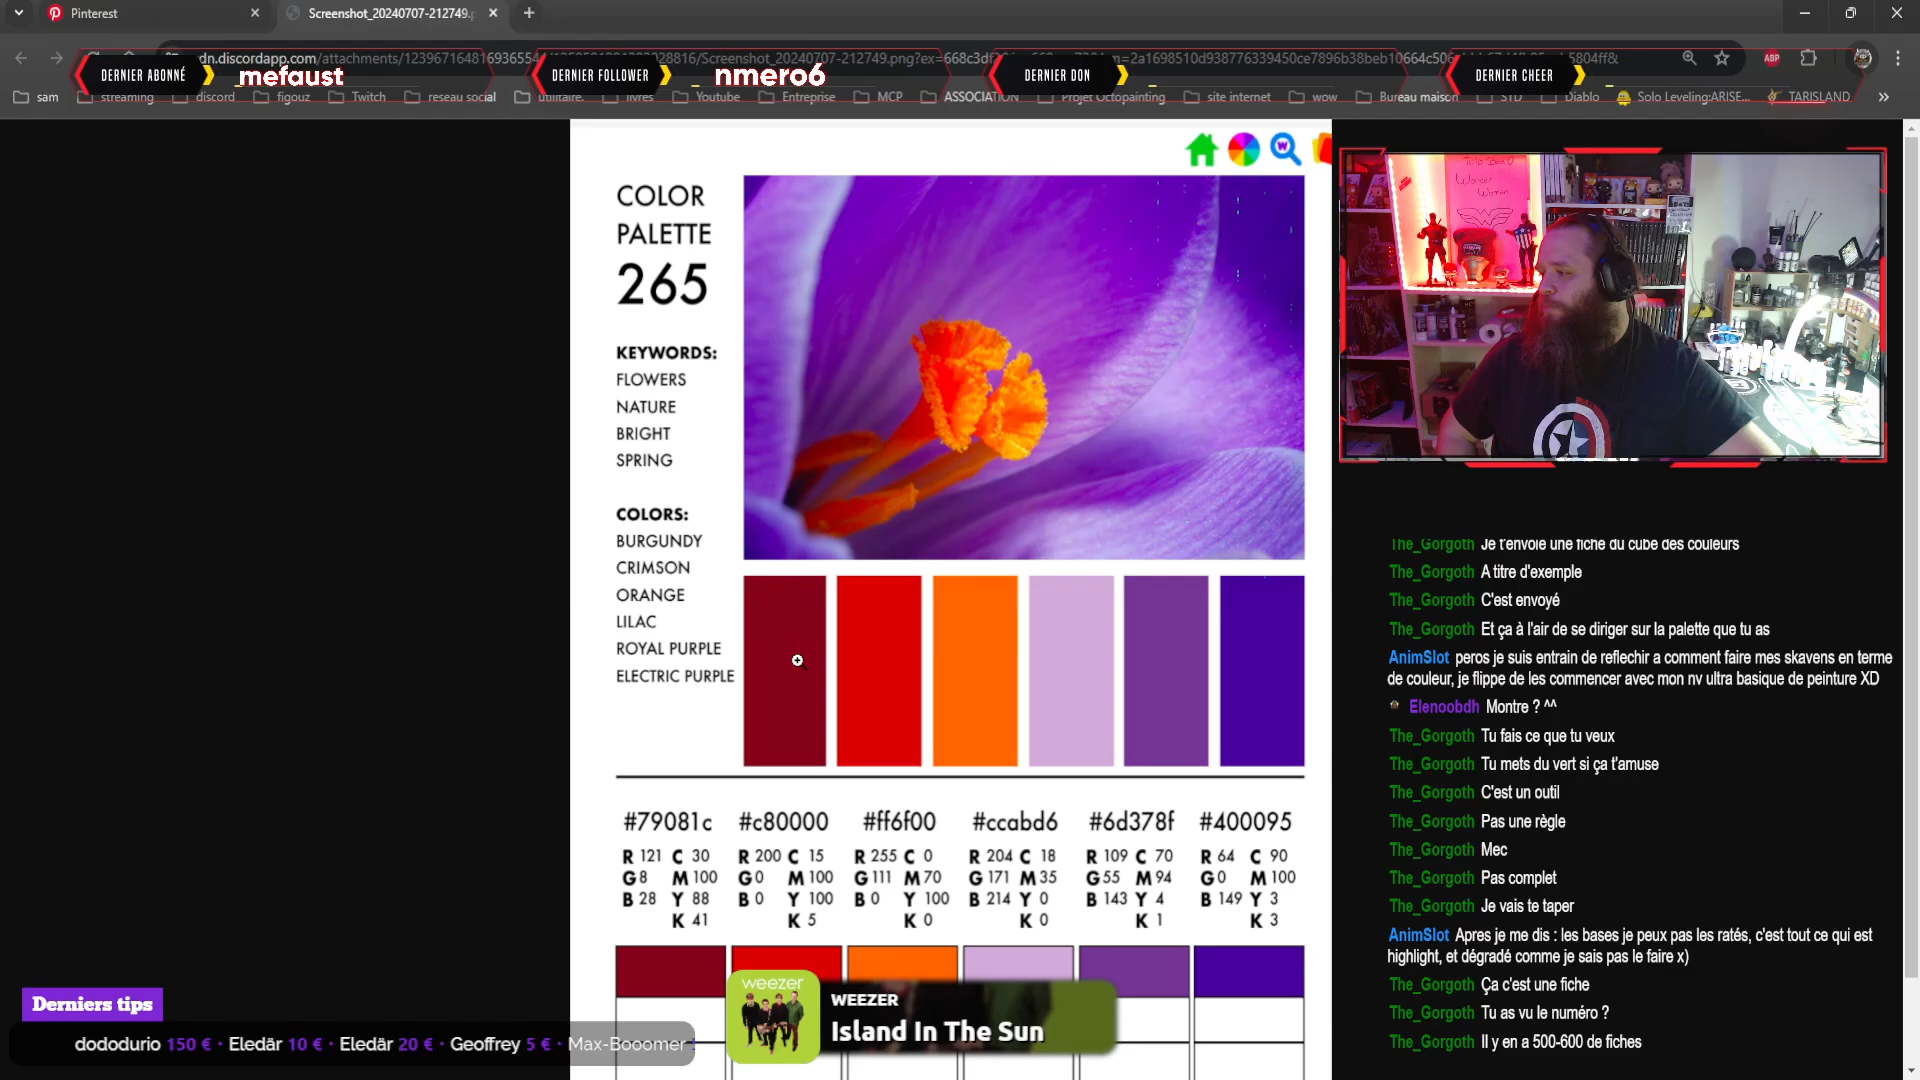 Pinterest
Screenshot_20240707-212749.p
DERNIER ABONNÉ
_mefaust
DERNIER FOLLOWER
_ nmero6
DERNIER DON
_
DERNIER CHEER
_
sam
streaming
discord
figouz
Twitch
reseau social
utilitaire.
livres
Youtube
Entreprise
MCP
ASSOCIATION
Projet Octopainting
site internet
wow
Bureau maison
STD
Diablo
Solo Leveling:ARISE...
TARISLAND
COLOR
PALETTE
265
KEYWORDS:
FLOWERS
NATURE
BRIGHT
SPRING
COLORS:
BURGUNDY
CRIMSON
ORANGE
LILAC
ROYAL PURPLE
ELECTRIC PURPLE
#79081c #c80000 #ff6f00 #ccabd6 #6d378f #400095
R 121 C 30 R 200 C 15 R 255 C 0 R 204 C 18 R 109 C 70 R 64 C 90
G 8 M 100 G 0 M 100 G 111 M 70 G 171 M 35 G 55 M 94 G 0 M 100
B 28 Y 88 B 0 Y 100 B 0 Y 100 B 214 Y 0 B 143 Y 4 B 149 Y 3
K 41 K 5 K 0 K 0 K 1 K 3
Wonder
Woman
The_Gorgoth Je t'envoie une fiche du cube des couleurs
The_Gorgoth A titre d'exemple
The_Gorgoth C'est envoyé
The_Gorgoth Et ça à l'air de se diriger sur la palette que tu as
AnimSlot peros je suis entrain de reflechir a comment faire mes skavens en terme
de couleur, je flippe de les commencer avec mon nv ultra basique de peinture XD
Elenoobdh Montre ? ^^
The_Gorgoth Tu fais ce que tu veux
The_Gorgoth Tu mets du vert si ça t'amuse
The_Gorgoth C'est un outil
The_Gorgoth Pas une règle
The_Gorgoth Mec
The_Gorgoth Pas complet
The_Gorgoth Je vais te taper
AnimSlot Apres je me dis : les bases je peux pas les ratés, c'est tout ce qui est
highlight, et dégradé comme je sais pas le faire x)
The_Gorgoth Ça c'est une fiche
The_Gorgoth Tu as vu le numéro ?
The_Gorgoth Il y en a 500-600 de fiches
Derniers tips
dododurio 150 € · Eledär 10 € · Eledär 20 € · Geoffrey 5 € · Max-Booomer
weezer
WEEZER
Island In The Sun